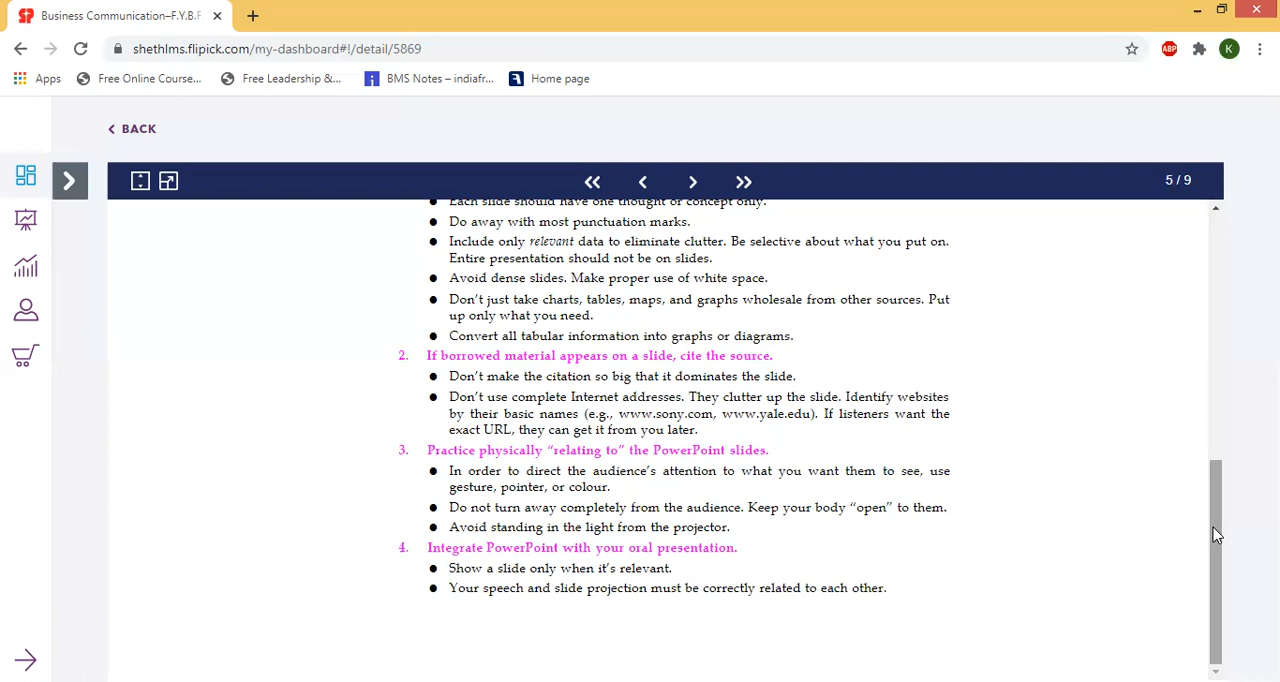 Business Communication–F.Y.B.F
shethlms.flipick.com/my-dashboard#!/detail/5869
ABP
K
Apps
Free Online Course...
Free Leadership &...
BMS Notes – indiafr...
Home page
BACK
5 / 9
Each slide should have one thought or concept only.
● Do away with most punctuation marks.
● Include only relevant data to eliminate clutter. Be selective about what you put on.
Entire presentation should not be on slides.
● Avoid dense slides. Make proper use of white space.
● Don't just take charts, tables, maps, and graphs wholesale from other sources. Put
up only what you need.
● Convert all tabular information into graphs or diagrams.
2. If borrowed material appears on a slide, cite the source.
● Don't make the citation so big that it dominates the slide.
● Don't use complete Internet addresses. They clutter up the slide. Identify websites
by their basic names (e.g., www.sony.com, www.yale.edu). If listeners want the
exact URL, they can get it from you later.
3. Practice physically "relating to" the PowerPoint slides.
● In order to direct the audience's attention to what you want them to see, use
gesture, pointer, or colour.
● Do not turn away completely from the audience. Keep your body "open" to them.
● Avoid standing in the light from the projector.
4. Integrate PowerPoint with your oral presentation.
● Show a slide only when it's relevant.
● Your speech and slide projection must be correctly related to each other.